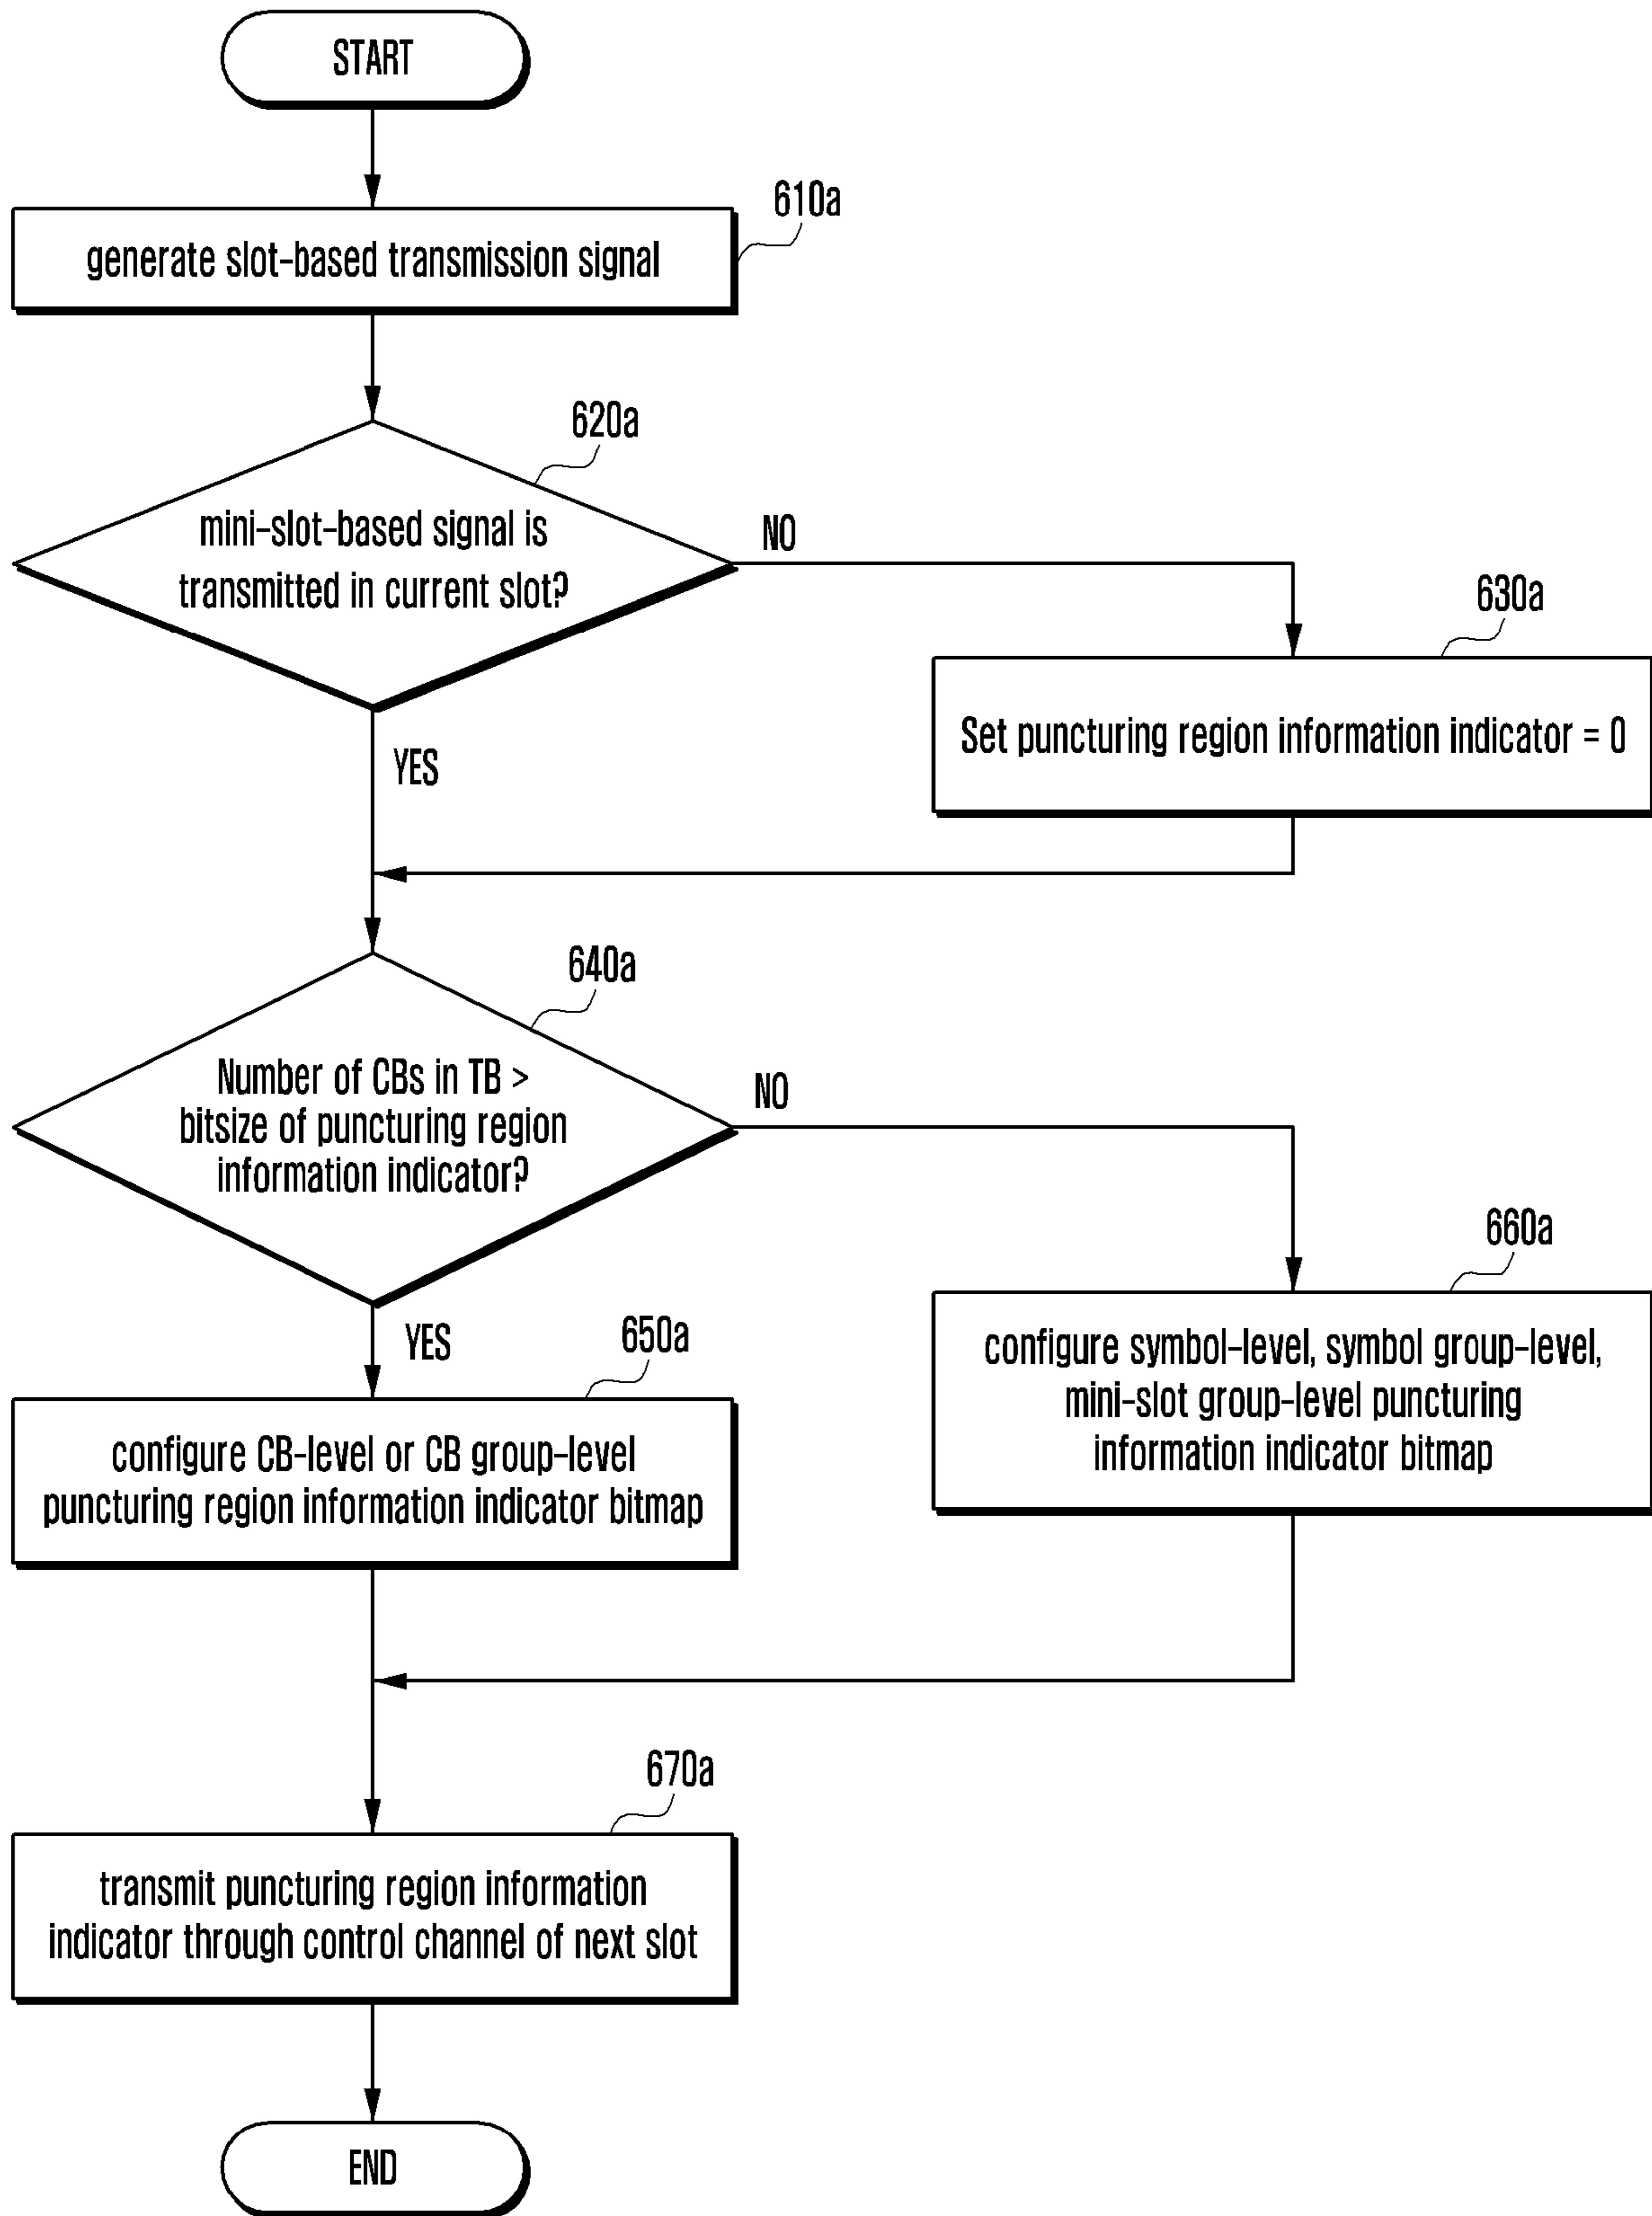 START
610a
generate slot-based transmission signal
620a
mini-slot-based signal is
transmitted in current slot?
NO
630a
Set puncturing region information indicator = 0
YES
640a
Number of CBs in TB >
bitsize of puncturing region
information indicator?
NO
660a
configure symbol-level, symbol group-level,
mini-slot group-level puncturing
information indicator bitmap
YES
650a
configure CB-level or CB group-level
puncturing region information indicator bitmap
670a
transmit puncturing region information
indicator through control channel of next slot
END